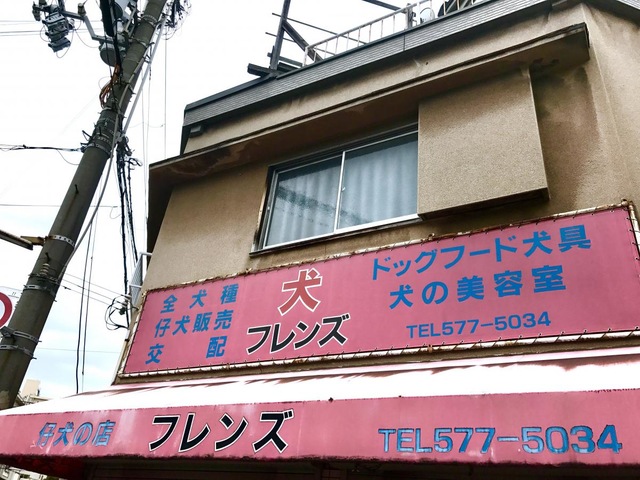 全犬種
仔犬販売
交配
犬
フレンズ
ドッグフード犬具
犬の美容室
TEL577-5034
仔犬の店
フレンズ
TEL577-5034